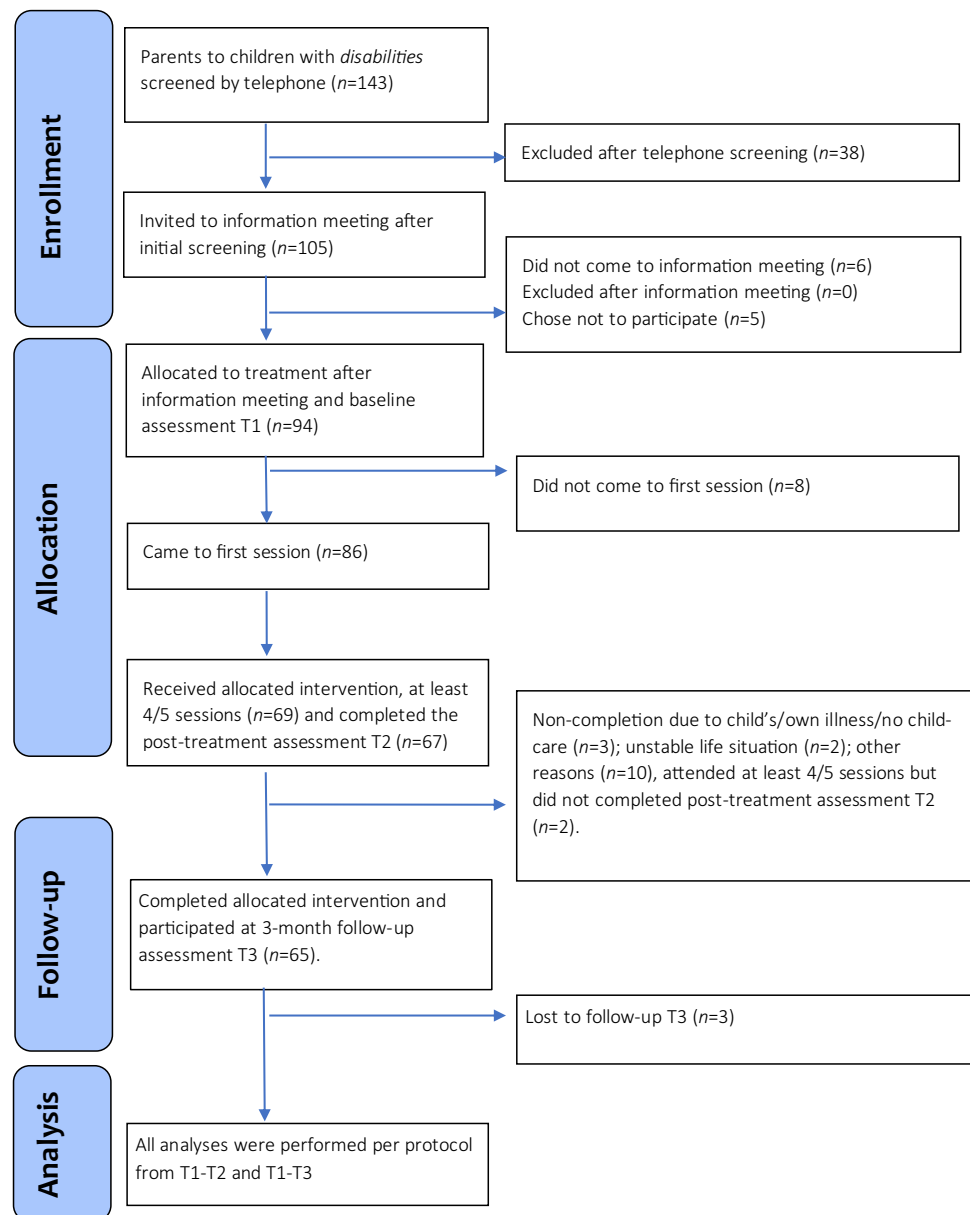 Enrollment
Parents to children with disabilities
screened by telephone (n=143)
Excluded after telephone screening (n=38)
Invited to information meeting after
initial screening (n=105)
Did not come to information meeting (n=6)
Excluded after information meeting (n=0)
Chose not to participate (n=5)
Allocation
Allocated to treatment after
information meeting and baseline
assessment T1 (n=94)
Did not come to first session (n=8)
Came to first session (n=86)
Received allocated intervention, at least
4/5 sessions (n=69) and completed the
post-treatment assessment T2 (n=67)
Non-completion due to child's/own illness/no child-
care (n=3); unstable life situation (n=2); other
reasons (n=10), attended at least 4/5 sessions but
did not completed post-treatment assessment T2
(n=2).
Follow-up
Completed allocated intervention and
participated at 3-month follow-up
assessment T3 (n=65).
Lost to follow-up T3 (n=3)
Analysis
All analyses were performed per protocol
from T1-T2 and T1-T3